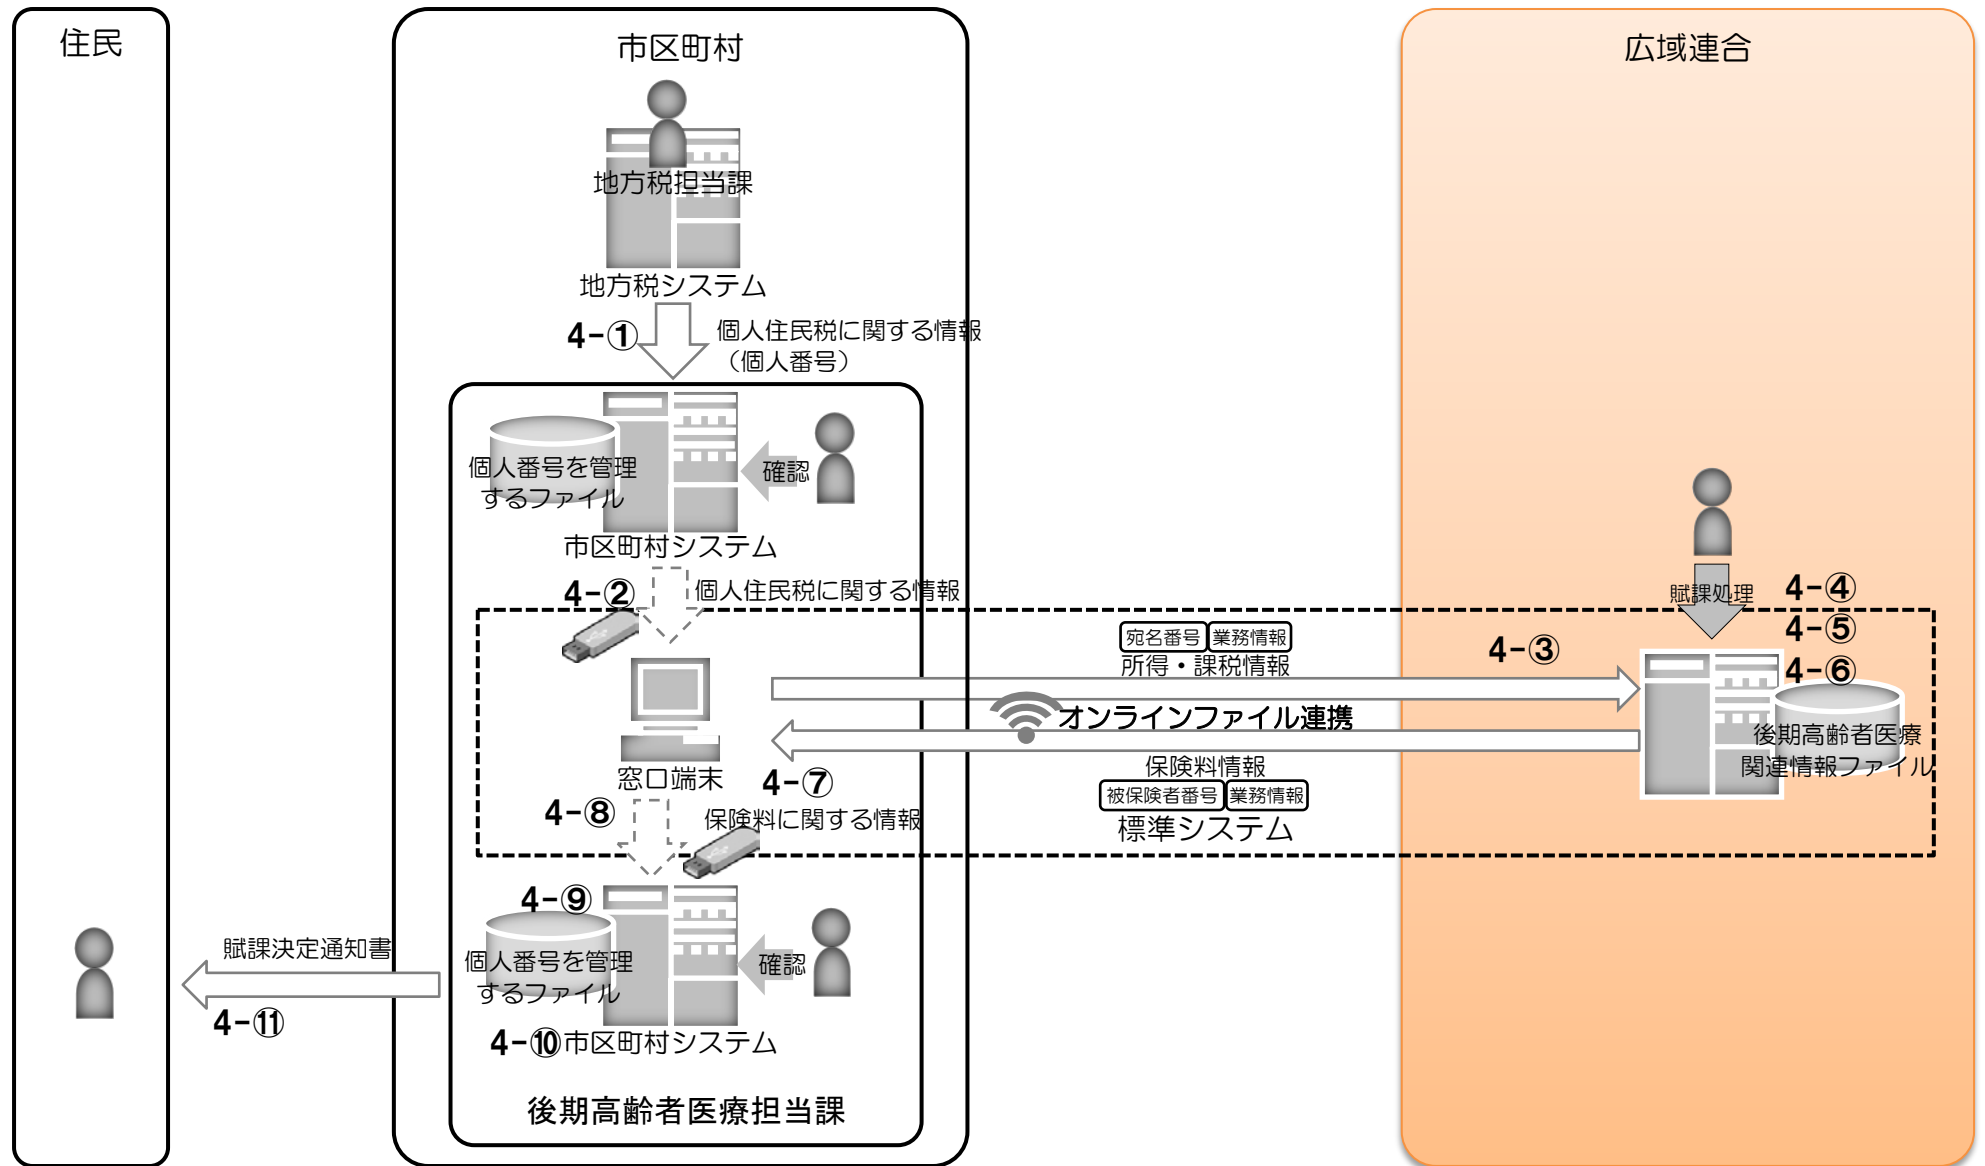 住民
市区町村
広域連合
地方税担当課
地方税システム
4-①
個人住民税に関する情報
（個人番号）
個人番号を管理
するファイル
確認
市区町村システム
4-②
個人住民税に関する情報
賦課処理
4-④
4-⑤
4-⑥
宛名番号 業務情報
所得・課税情報
4-③
オンラインファイル連携
後期高齢者医療
関連情報ファイル
窓口端末
4-⑦
保険料情報
被保険者番号 業務情報
標準システム
4-⑧
保険料に関する情報
4-⑨
個人番号を管理
するファイル
確認
4-⑩
市区町村システム
賦課決定通知書
4-⑪
後期高齢者医療担当課